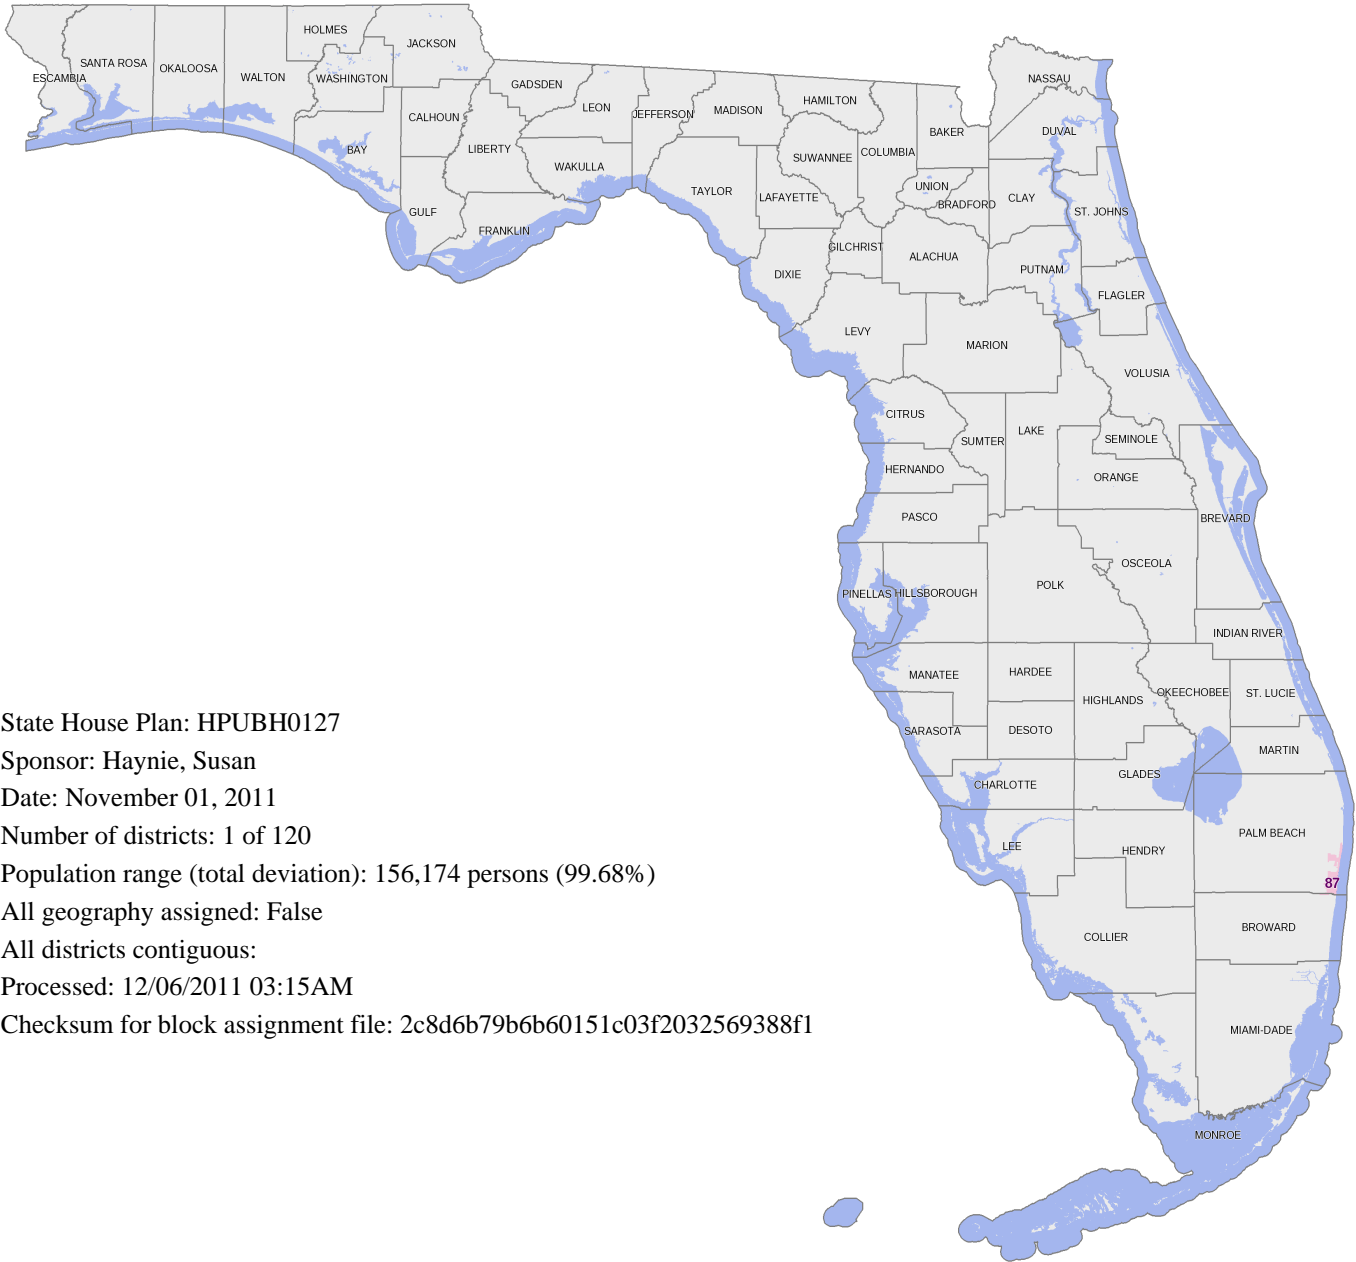 HOLMES
JACKSON
SANTA ROSA
OKALOOSA
WALTON
WASHINGTON
ESCAMBIA
GADSDEN
LEON
JEFFERSON
MADISON
HAMILTON
NASSAU
CALHOUN
BAY
LIBERTY
WAKULLA
TAYLOR
SUWANNEE
COLUMBIA
BAKER
DUVAL
GULF
FRANKLIN
LAFAYETTE
UNION
BRADFORD
CLAY
ST. JOHNS
DIXIE
GILCHRIST
ALACHUA
PUTNAM
FLAGLER
LEVY
MARION
VOLUSIA
CITRUS
SUMTER
LAKE
SEMINOLE
HERNANDO
ORANGE
PASCO
BREVARD
OSCEOLA
POLK
PINELLAS
HILLSBOROUGH
INDIAN RIVER
MANATEE
HARDEE
HIGHLANDS
OKEECHOBEE
ST. LUCIE
SARASOTA
DESOTO
MARTIN
CHARLOTTE
GLADES
PALM BEACH
LEE
HENDRY
87
COLLIER
BROWARD
MIAMI-DADE
MONROE
State House Plan: HPUBH0127
Sponsor: Haynie, Susan
Date: November 01, 2011
Number of districts: 1 of 120
Population range (total deviation): 156,174 persons (99.68%)
All geography assigned: False
All districts contiguous:
Processed: 12/06/2011 03:15AM
Checksum for block assignment file: 2c8d6b79b6b60151c03f2032569388f1